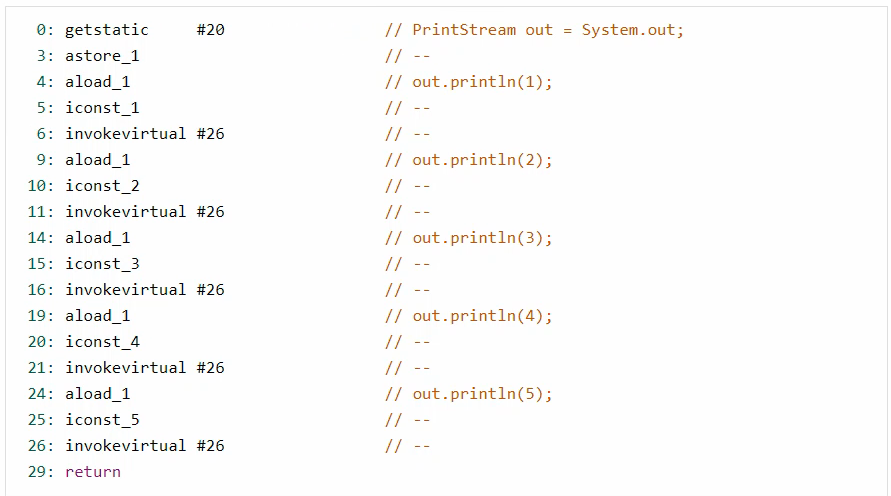 0: getstatic     #20                 // PrintStream out = System.out;
3: astore_1                          // --
4: aload_1                           // out.println(1);
5: iconst_1                          // --
6: invokevirtual #26                 // --
9: aload_1                           // out.println(2);
10: iconst_2                          // --
11: invokevirtual #26                 // --
14: aload_1                           // out.println(3);
15: iconst_3                          // --
16: invokevirtual #26                 // --
19: aload_1                           // out.println(4);
20: iconst_4                          // --
21: invokevirtual #26                 // --
24: aload_1                           // out.println(5);
25: iconst_5                          // --
26: invokevirtual #26                 // --
29: return